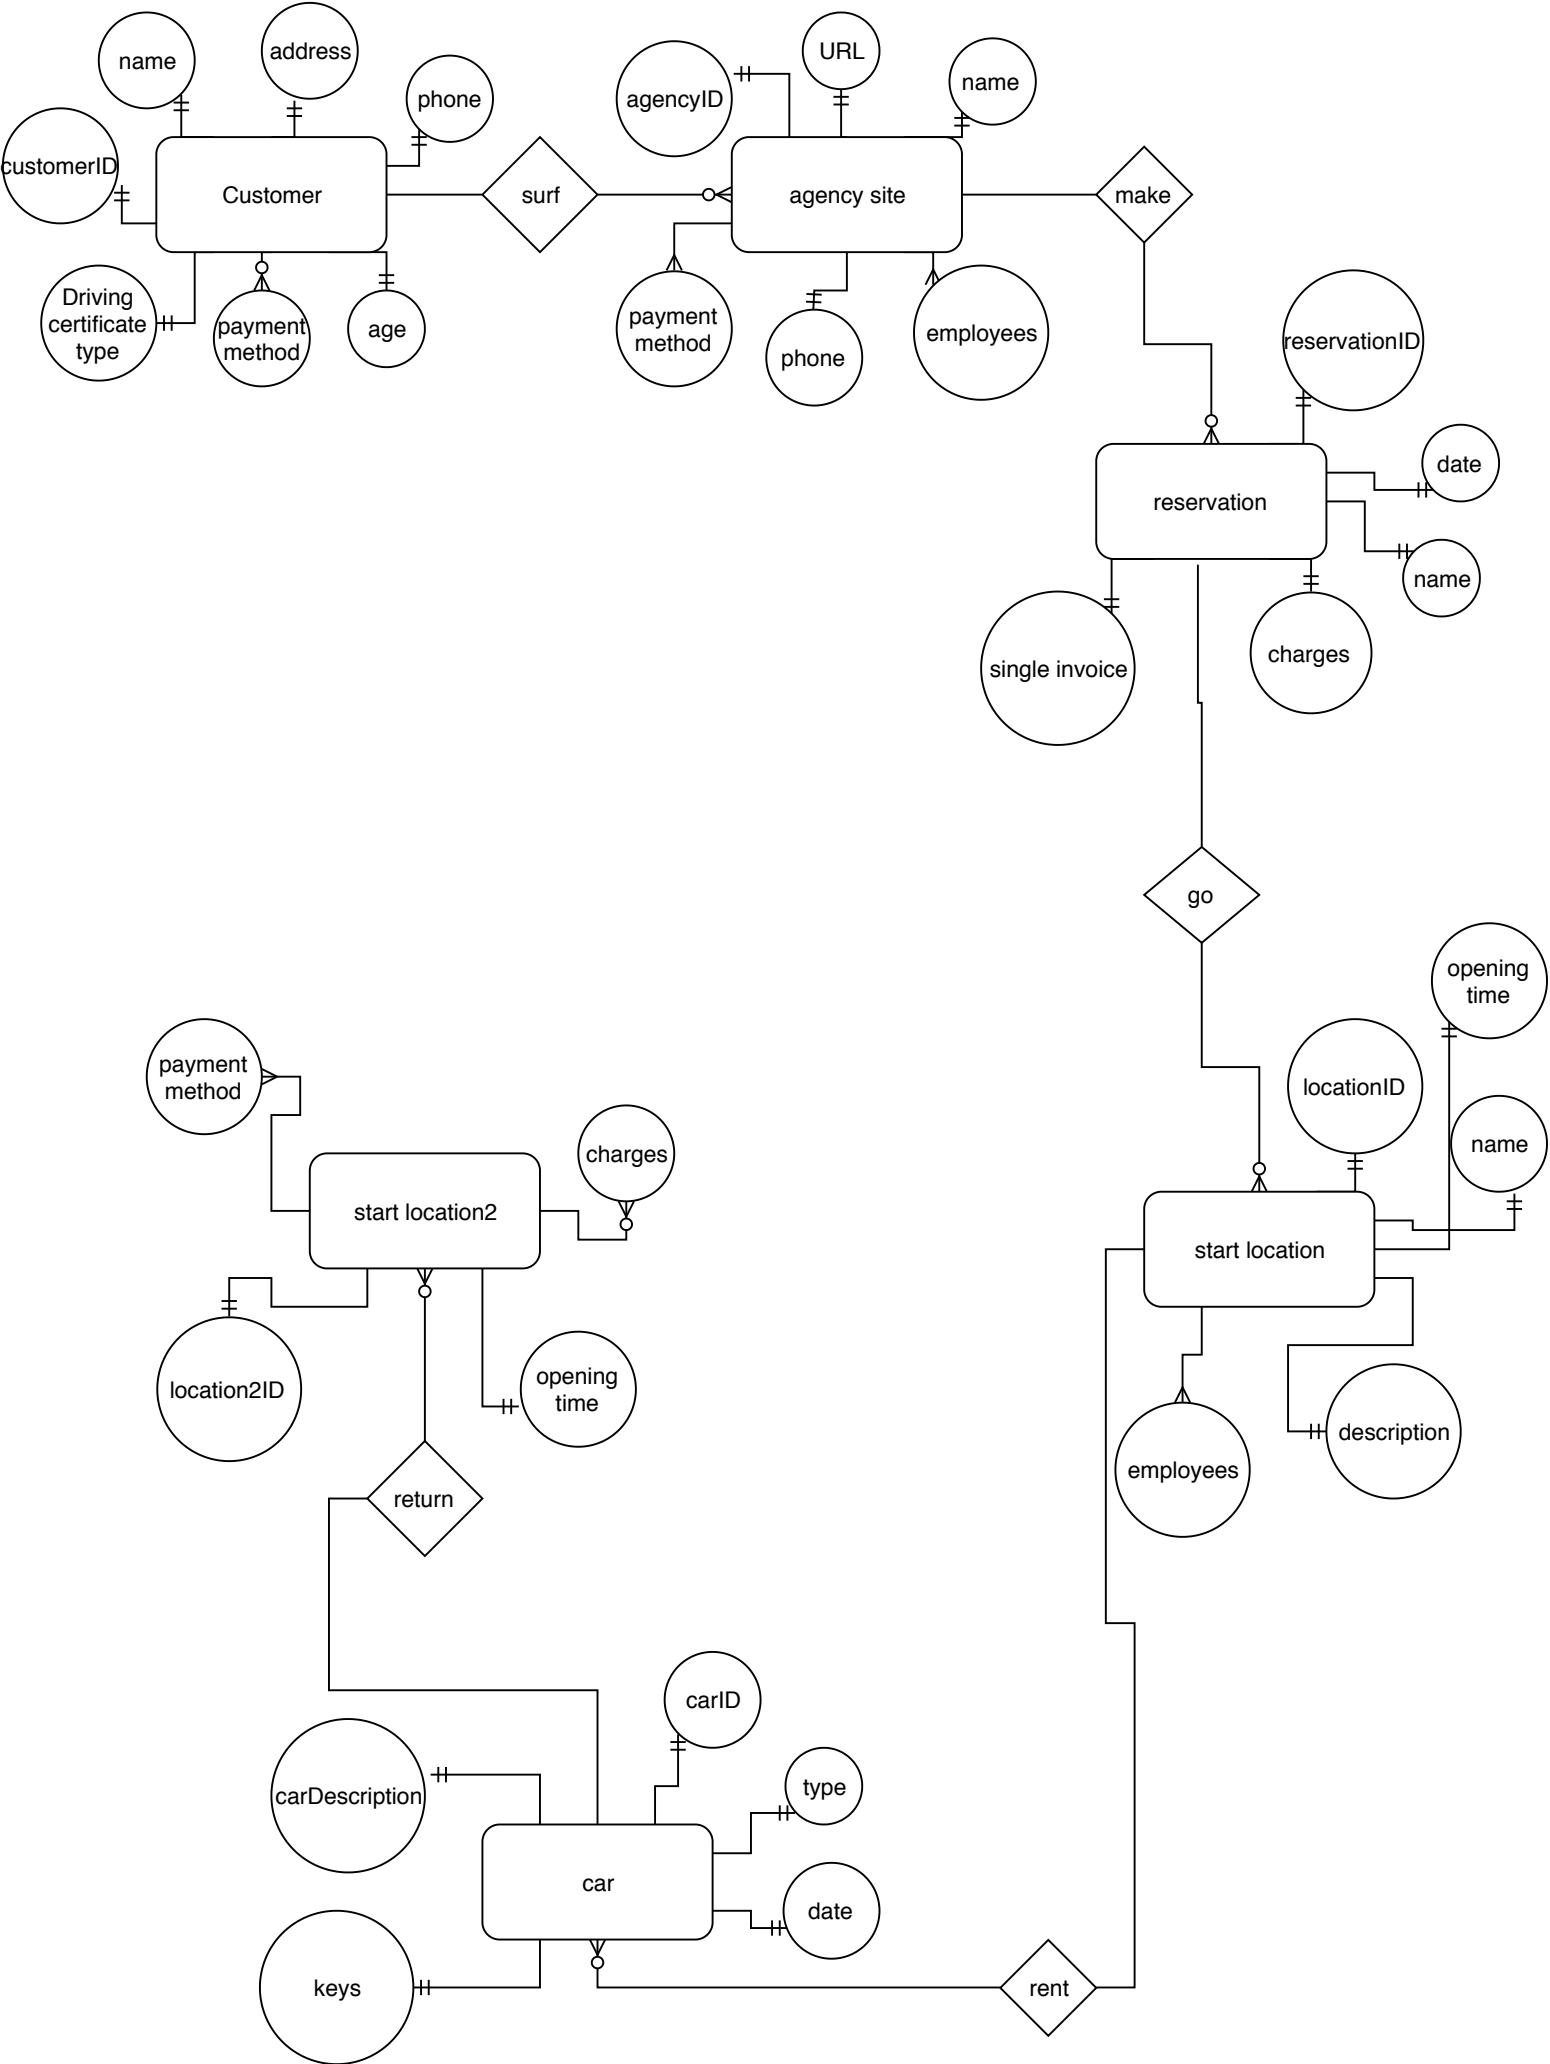 name
address
phone
customerID
Customer
surf
Driving
certificate
type
payment
method
age
agencyID
URL
name
agency site
make
payment
method
phone
employees
reservationID
date
reservation
name
single invoice
charges
go
opening
time
locationID
name
start location
employees
description
payment
method
charges
start location2
location2ID
opening
time
return
carID
carDescription
type
car
date
keys
rent